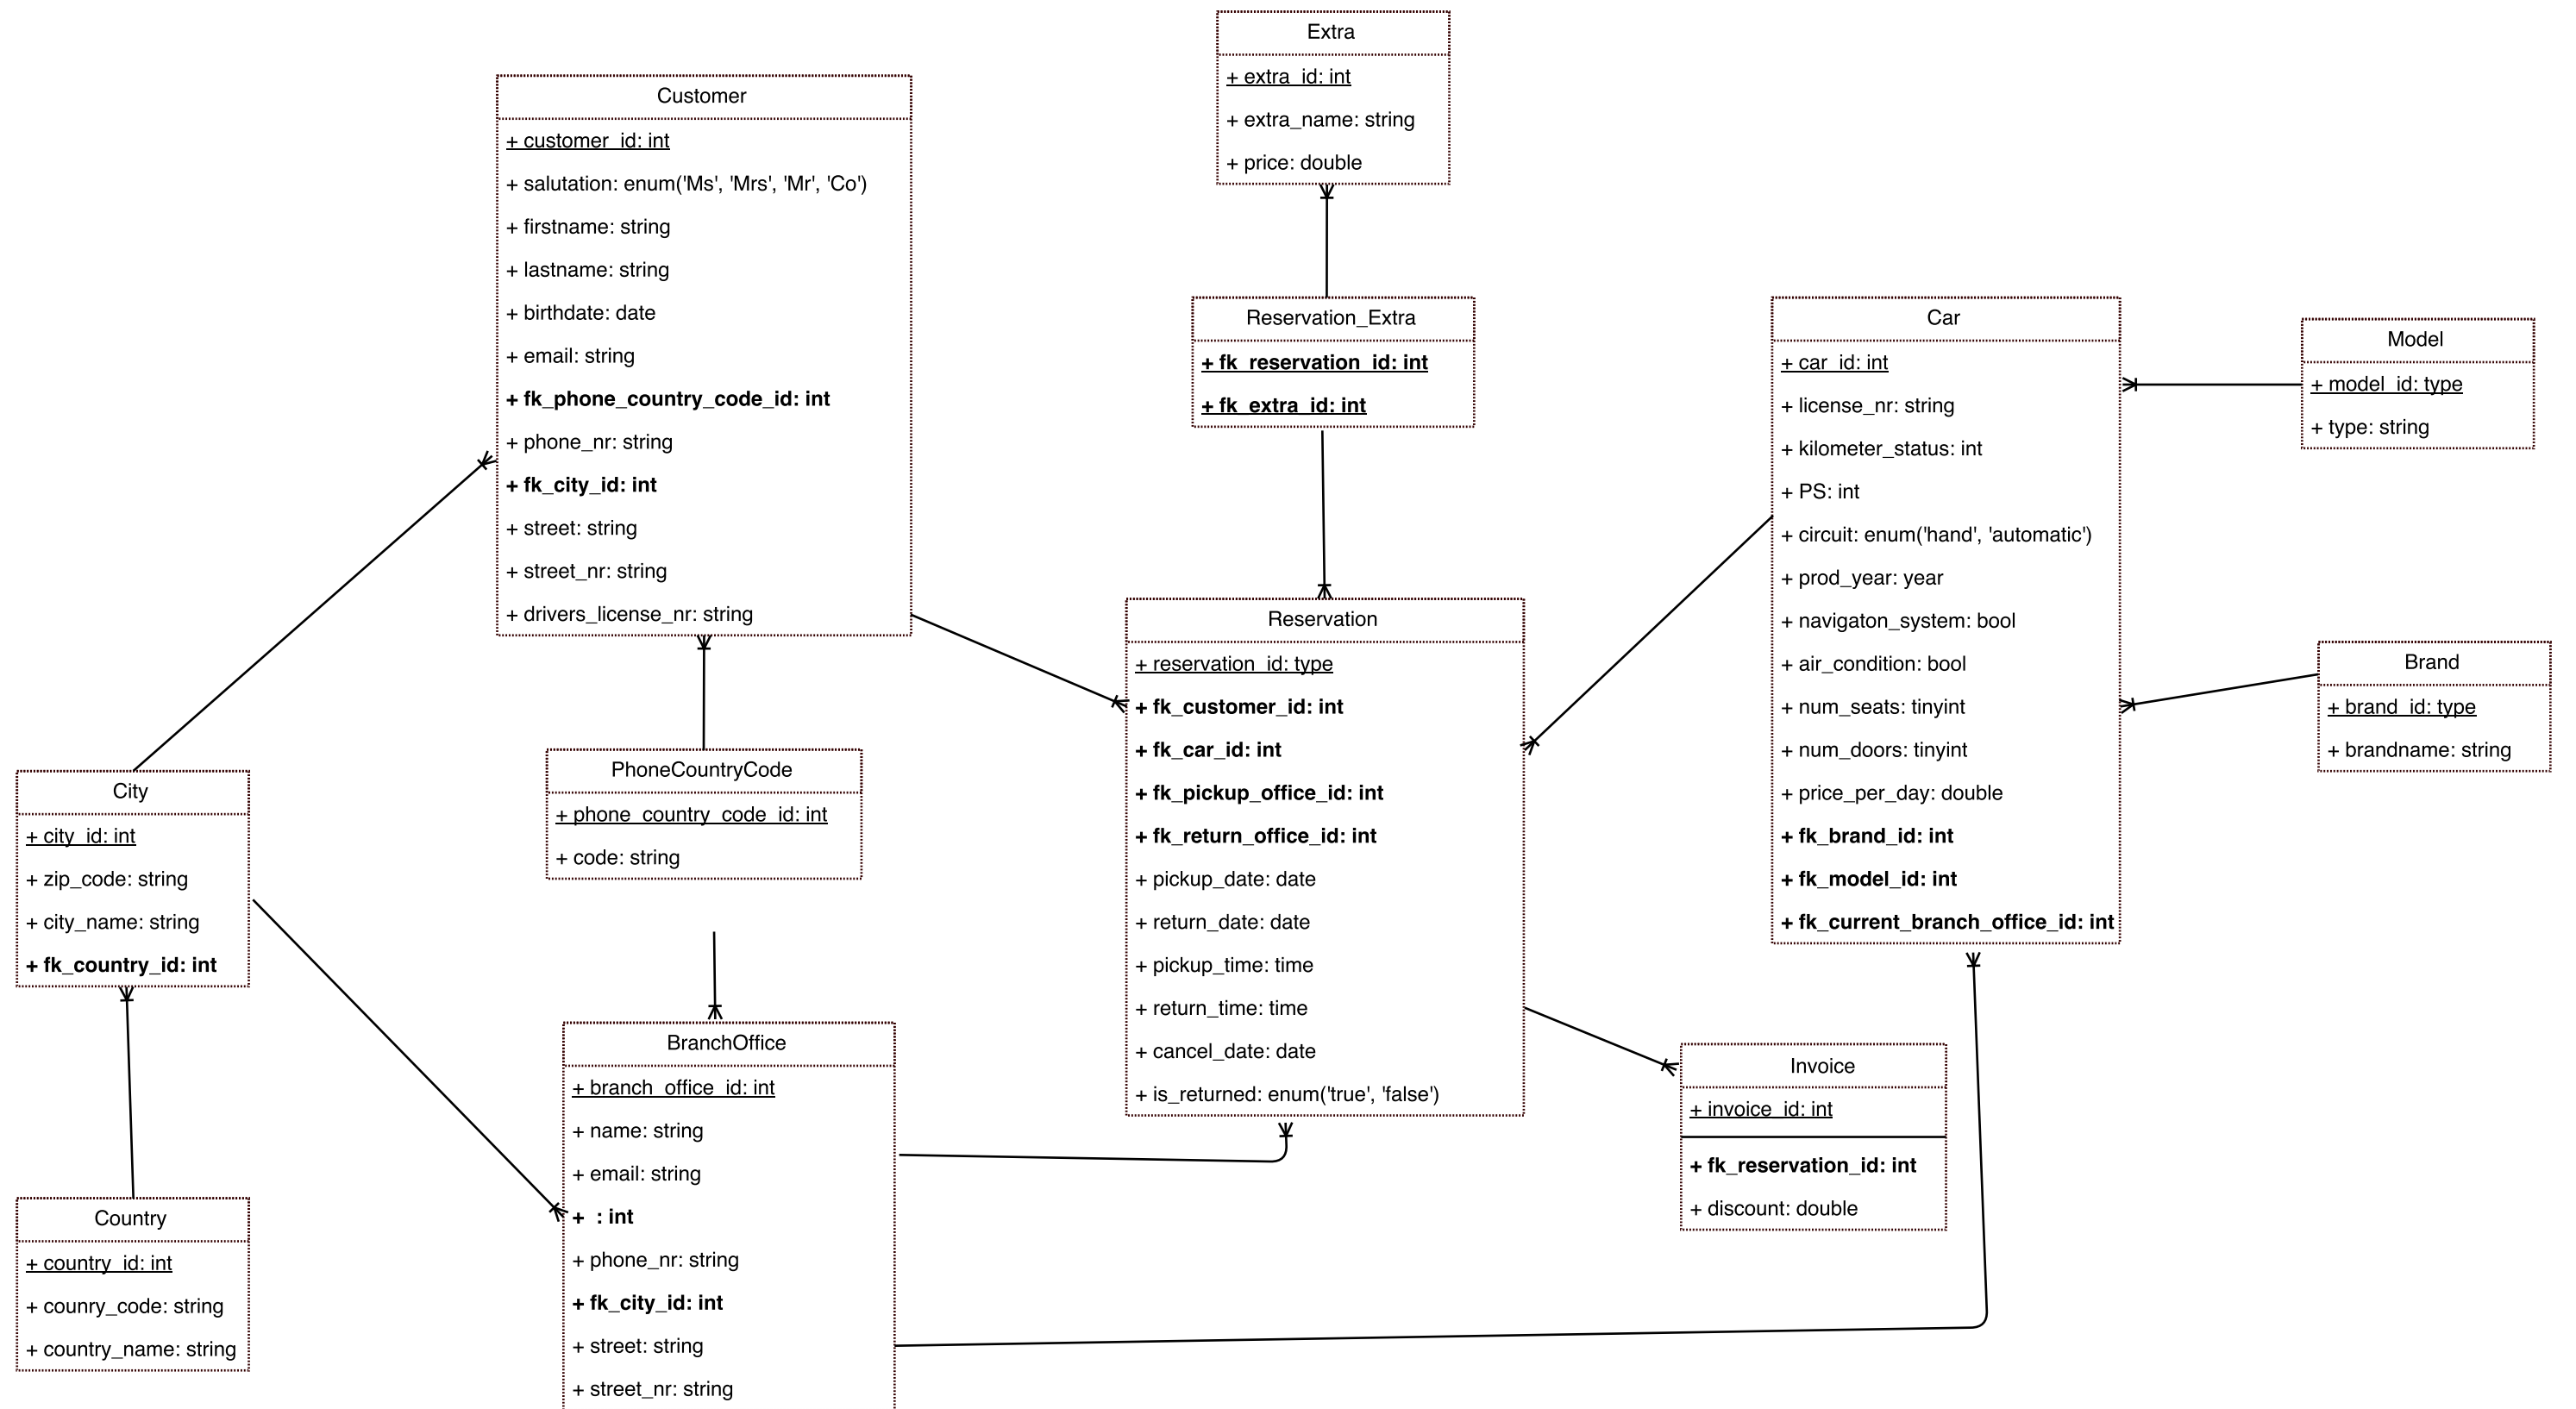 Extra
+ extra_id: int
+ extra_name: string
+ price: double
Customer
+ customer_id: int
+ salutation: enum('Ms', 'Mrs', 'Mr', 'Co')
+ firstname: string
+ lastname: string
+ birthdate: date
+ email: string
+ fk_phone_country_code_id: int
+ phone_nr: string
+ fk_city_id: int
+ street: string
+ street_nr: string
+ drivers_license_nr: string
Reservation_Extra
+ fk_reservation_id: int
+ fk_extra_id: int
Car
+ car_id: int
+ license_nr: string
+ kilometer_status: int
+ PS: int
+ circuit: enum('hand', 'automatic')
+ prod_year: year
+ navigaton_system: bool
+ air_condition: bool
+ num_seats: tinyint
+ num_doors: tinyint
+ price_per_day: double
+ fk_brand_id: int
+ fk_model_id: int
+ fk_current_branch_office_id: int
Model
+ model_id: type
+ type: string
Brand
+ brand_id: type
+ brandname: string
Reservation
+ reservation_id: type
+ fk_customer_id: int
+ fk_car_id: int
+ fk_pickup_office_id: int
+ fk_return_office_id: int
+ pickup_date: date
+ return_date: date
+ pickup_time: time
+ return_time: time
+ cancel_date: date
+ is_returned: enum('true', 'false')
PhoneCountryCode
+ phone_country_code_id: int
+ code: string
City
+ city_id: int
+ zip_code: string
+ city_name: string
+ fk_country_id: int
BranchOffice
+ branch_office_id: int
+ name: string
+ email: string
+ : int
+ phone_nr: string
+ fk_city_id: int
+ street: string
+ street_nr: string
Invoice
+ invoice_id: int
+ fk_reservation_id: int
+ discount: double
Country
+ country_id: int
+ counry_code: string
+ country_name: string